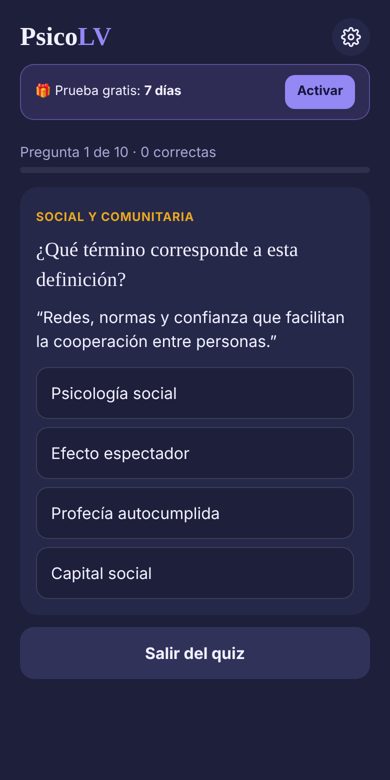 PsicoLV
🎁 Prueba gratis: 7 días
Activar
Pregunta 1 de 10 · 0 correctas
SOCIAL Y COMUNITARIA
¿Qué término corresponde a esta
definición?
“Redes, normas y confianza que facilitan
la cooperación entre personas.”
Psicología social
Efecto espectador
Profecía autocumplida
Capital social
Salir del quiz